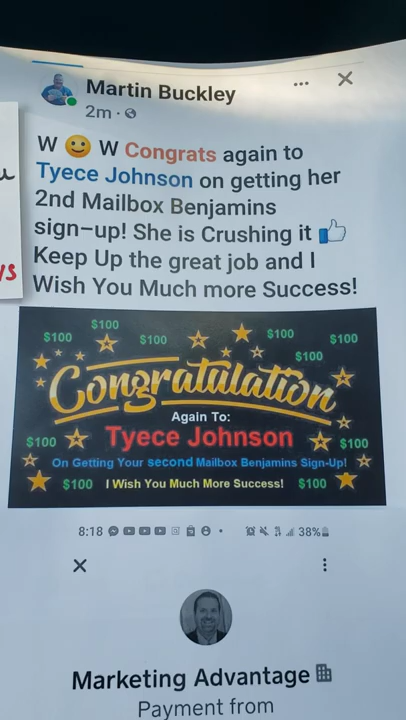 Martin Buckley
2m ·
W 🙂 W Congrats again to
Tyece Johnson on getting her
2nd Mailbox Benjamins
sign-up! She is Crushing it 👍
Keep Up the great job and I
Wish You Much more Success!
$100 $100 $100 $100 $100 $100
Congratulation
Again To:
$100 Tyece Johnson $100
On Getting Your second Mailbox Benjamins Sign-Up!
$100 I Wish You Much More Success! $100
8:18 38%
Marketing Advantage
Payment from